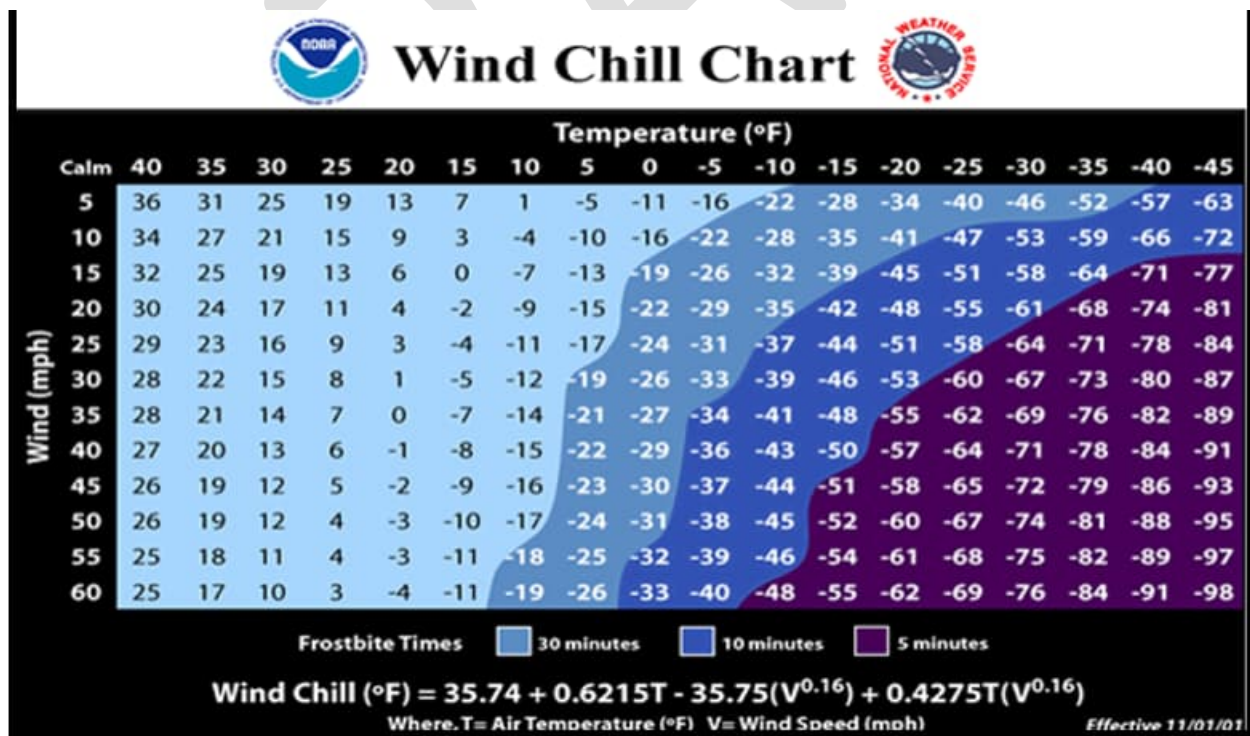 NOAA
Wind Chill Chart
NATIONAL WEATHER SERVICE
Temperature (ºF)
Calm 40 35 30 25 20 15 10 5 0 -5 -10 -15 -20 -25 -30 -35 -40 -45
Wind (mph)
5 36 31 25 19 13 7 1 -5 -11 -16 -22 -28 -34 -40 -46 -52 -57 -63
10 34 27 21 15 9 3 -4 -10 -16 -22 -28 -35 -41 -47 -53 -59 -66 -72
15 32 25 19 13 6 0 -7 -13 -19 -26 -32 -39 -45 -51 -58 -64 -71 -77
20 30 24 17 11 4 -2 -9 -15 -22 -29 -35 -42 -48 -55 -61 -68 -74 -81
25 29 23 16 9 3 -4 -11 -17 -24 -31 -37 -44 -51 -58 -64 -71 -78 -84
30 28 22 15 8 1 -5 -12 -19 -26 -33 -39 -46 -53 -60 -67 -73 -80 -87
35 28 21 14 7 0 -7 -14 -21 -27 -34 -41 -48 -55 -62 -69 -76 -82 -89
40 27 20 13 6 -1 -8 -15 -22 -29 -36 -43 -50 -57 -64 -71 -78 -84 -91
45 26 19 12 5 -2 -9 -16 -23 -30 -37 -44 -51 -58 -65 -72 -79 -86 -93
50 26 19 12 4 -3 -10 -17 -24 -31 -38 -45 -52 -60 -67 -74 -81 -88 -95
55 25 18 11 4 -3 -11 -18 -25 -32 -39 -46 -54 -61 -68 -75 -82 -89 -97
60 25 17 10 3 -4 -11 -19 -26 -33 -40 -48 -55 -62 -69 -76 -84 -91 -98
Frostbite Times 30 minutes 10 minutes 5 minutes
Wind Chill (ºF) = 35.74 + 0.6215T - 35.75(V^0.16) + 0.4275T(V^0.16)
Where, T= Air Temperature (ºF) V= Wind Speed (mph) Effective 11/01/01